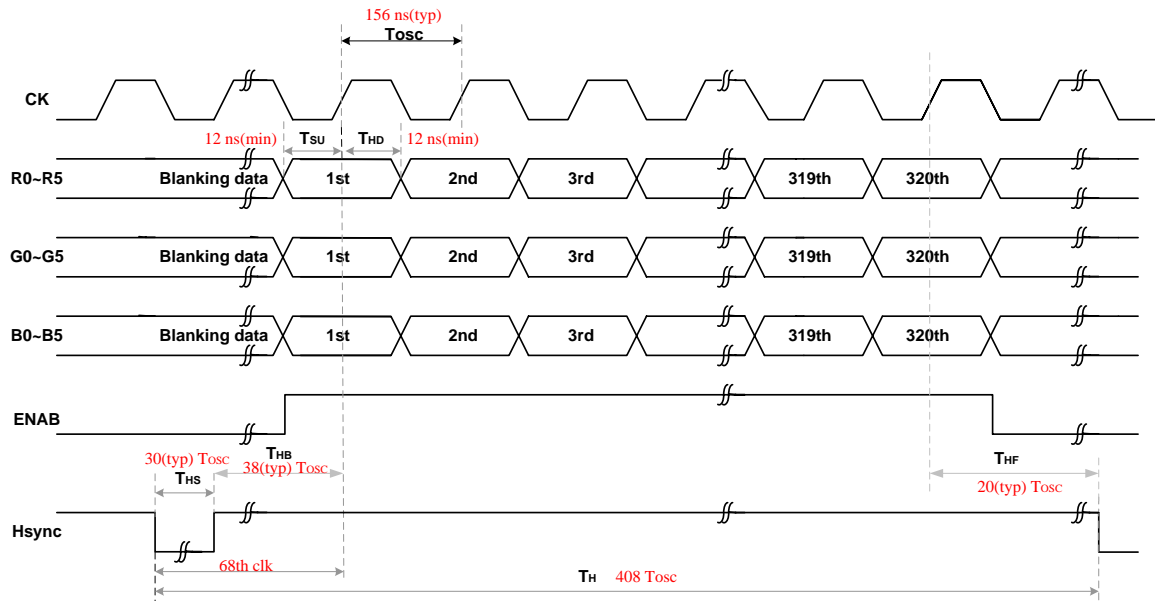 156 ns(typ)
Tosc
CK
12 ns(min) TSU THD 12 ns(min)
R0~R5 Blanking data 1st 2nd 3rd 319th 320th
G0~G5 Blanking data 1st 2nd 3rd 319th 320th
B0~B5 Blanking data 1st 2nd 3rd 319th 320th
ENAB
30(typ) Tosc THB THF
THS 38(typ) Tosc 20(typ) Tosc
Hsync
68th clk
TH 408 Tosc